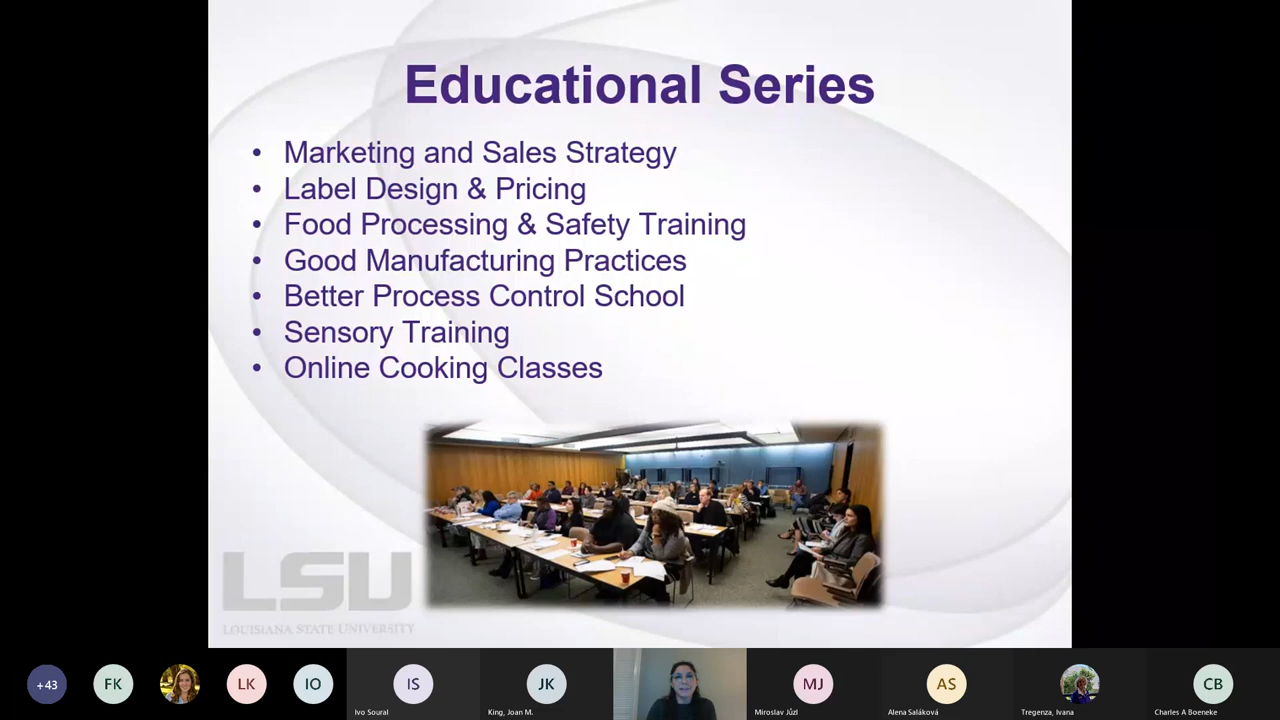 Educational Series
• Marketing and Sales Strategy
• Label Design & Pricing
• Food Processing & Safety Training
• Good Manufacturing Practices
• Better Process Control School
• Sensory Training
• Online Cooking Classes
LSU
LOUISIANA STATE UNIVERSITY
+43
FK
LK
IO
IS
JK
MJ
AS
CB
Ivo Soural
King, Joan M.
Miroslav Jůzl
Alena Saláková
Tregenza, Ivana
Charles A Boeneke